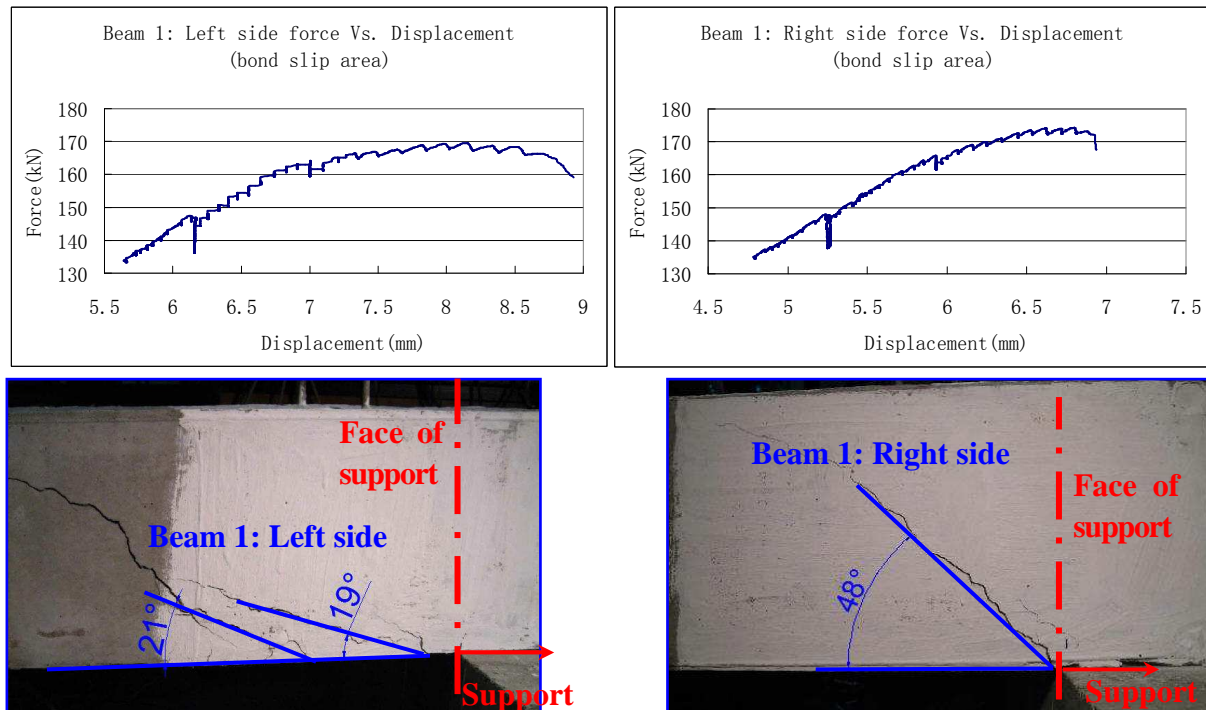 Beam 1: Left side force Vs. Displacement
(bond slip area)
180
170
160
150
140
130
Force(kN)
5.5 6 6.5 7 7.5 8 8.5 9
Displacement(mm)
Beam 1: Right side force Vs. Displacement
(bond slip area)
180
170
160
150
140
130
Force(kN)
4.5 5 5.5 6 6.5 7 7.5
Displacement(mm)
Face of
support
Beam 1: Left side
21°
19°
Support
Beam 1: Right side
Face of
support
48°
Support